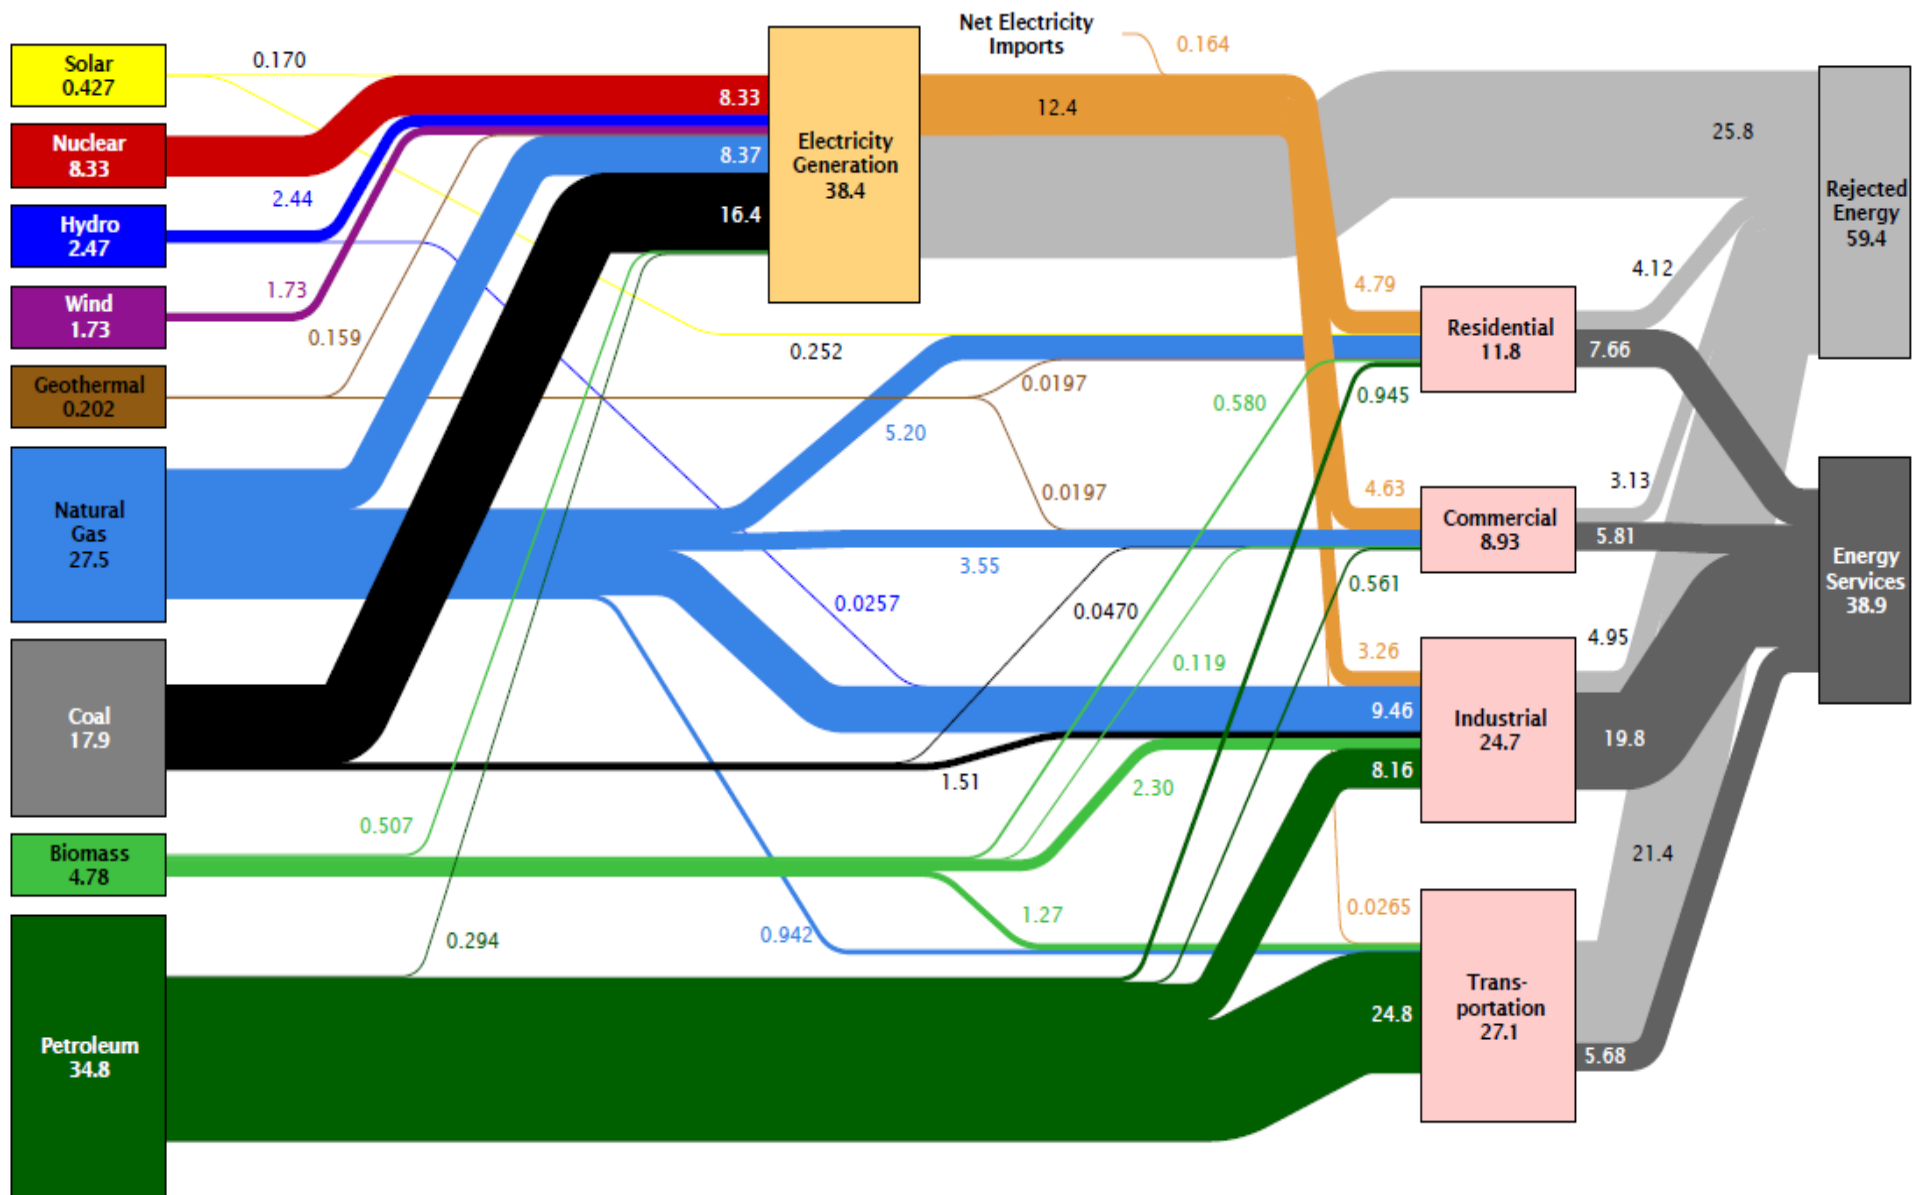 Net Electricity
Imports
0.164
Solar
0.427
0.170
Nuclear
8.33
8.33
12.4
25.8
Electricity
Generation
38.4
8.37
Hydro
2.47
2.44
16.4
Rejected
Energy
59.4
Wind
1.73
1.73
4.79
4.12
0.159
0.252
Residential
11.8
7.66
Geothermal
0.202
0.0197
0.580
0.945
5.20
Natural
Gas
27.5
0.0197
4.63
3.13
Commercial
8.93
5.81
3.55
0.561
Energy
Services
38.9
0.0257
0.0470
0.119
3.26
4.95
Coal
17.9
9.46
Industrial
24.7
19.8
1.51
2.30
8.16
Biomass
4.78
0.507
21.4
1.27
0.942
0.0265
0.294
Petroleum
34.8
24.8
Trans-
portation
27.1
5.68